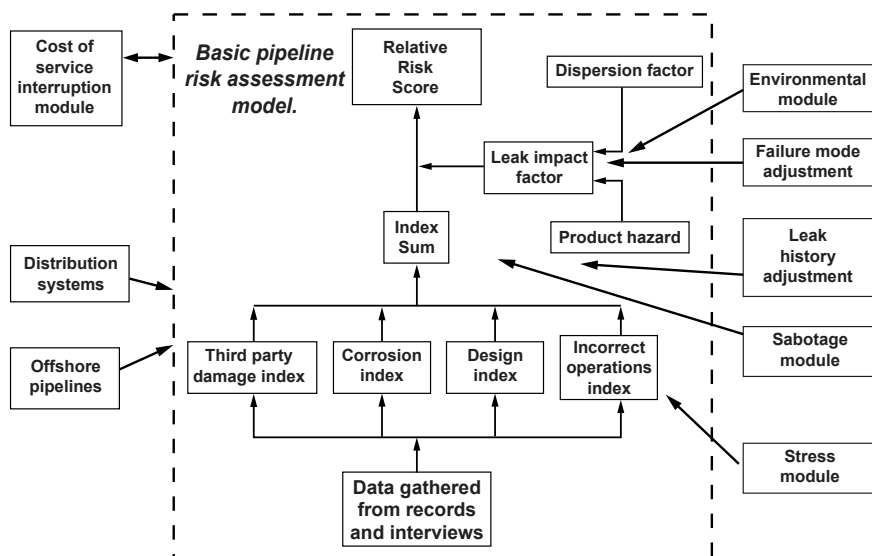 Cost of
service
interruption
module
Basic pipeline
risk assessment
model.
Relative
Risk
Score
Dispersion factor
Environmental
module
Leak impact
factor
Failure mode
adjustment
Index
Sum
Product hazard
Leak
history
adjustment
Distribution
systems
Offshore
pipelines
Third party
damage index
Corrosion
index
Design
index
Incorrect
operations
index
Sabotage
module
Stress
module
Data gathered
from records
and interviews